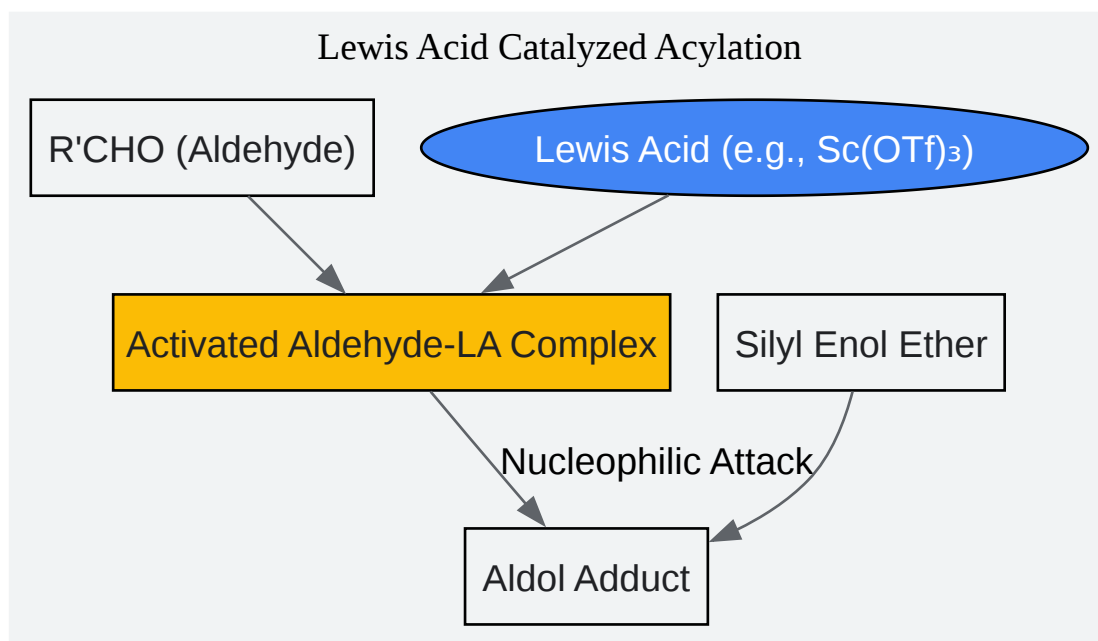 Lewis Acid Catalyzed Acylation
R'CHO (Aldehyde)
Lewis Acid (e.g., Sc(OTf)₃)
Activated Aldehyde-LA Complex
Silyl Enol Ether
Nucleophilic Attack
Aldol Adduct